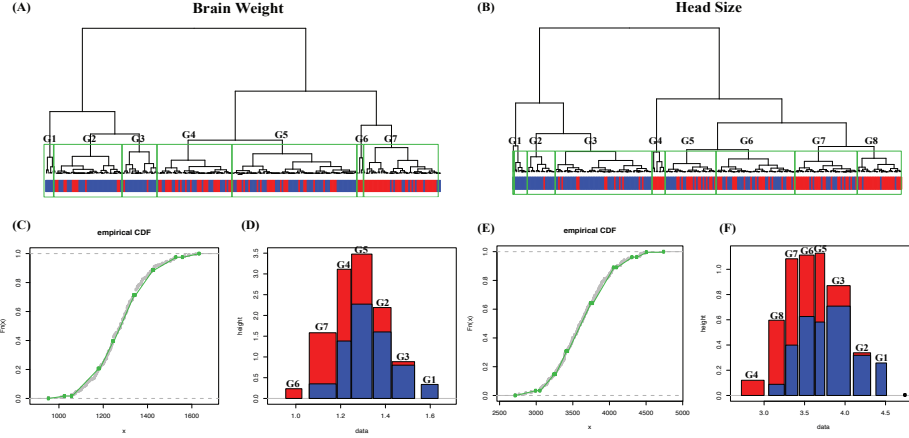 (A) Brain Weight
(B) Head Size
G1 G2 G3 G4 G5 G6 G7
G1 G2 G3 G4 G5 G6 G7 G8
(C)
empirical CDF
Fn(x)
0.0 0.2 0.4 0.6 0.8 1.0
1000 1200 1400 1600
x
(D)
height
0.0 0.5 1.0 1.5 2.0 2.5 3.0 3.5
G6 G7 G4 G5 G2 G3 G1
1.0 1.2 1.4 1.6
data
(E)
empirical CDF
Fn(x)
0.0 0.2 0.4 0.6 0.8 1.0
2500 3000 3500 4000 4500 5000
x
(F)
height
0.0 0.2 0.4 0.6 0.8 1.0
G4 G8 G7 G6 G5 G3 G2 G1
3.0 3.5 4.0 4.5
data